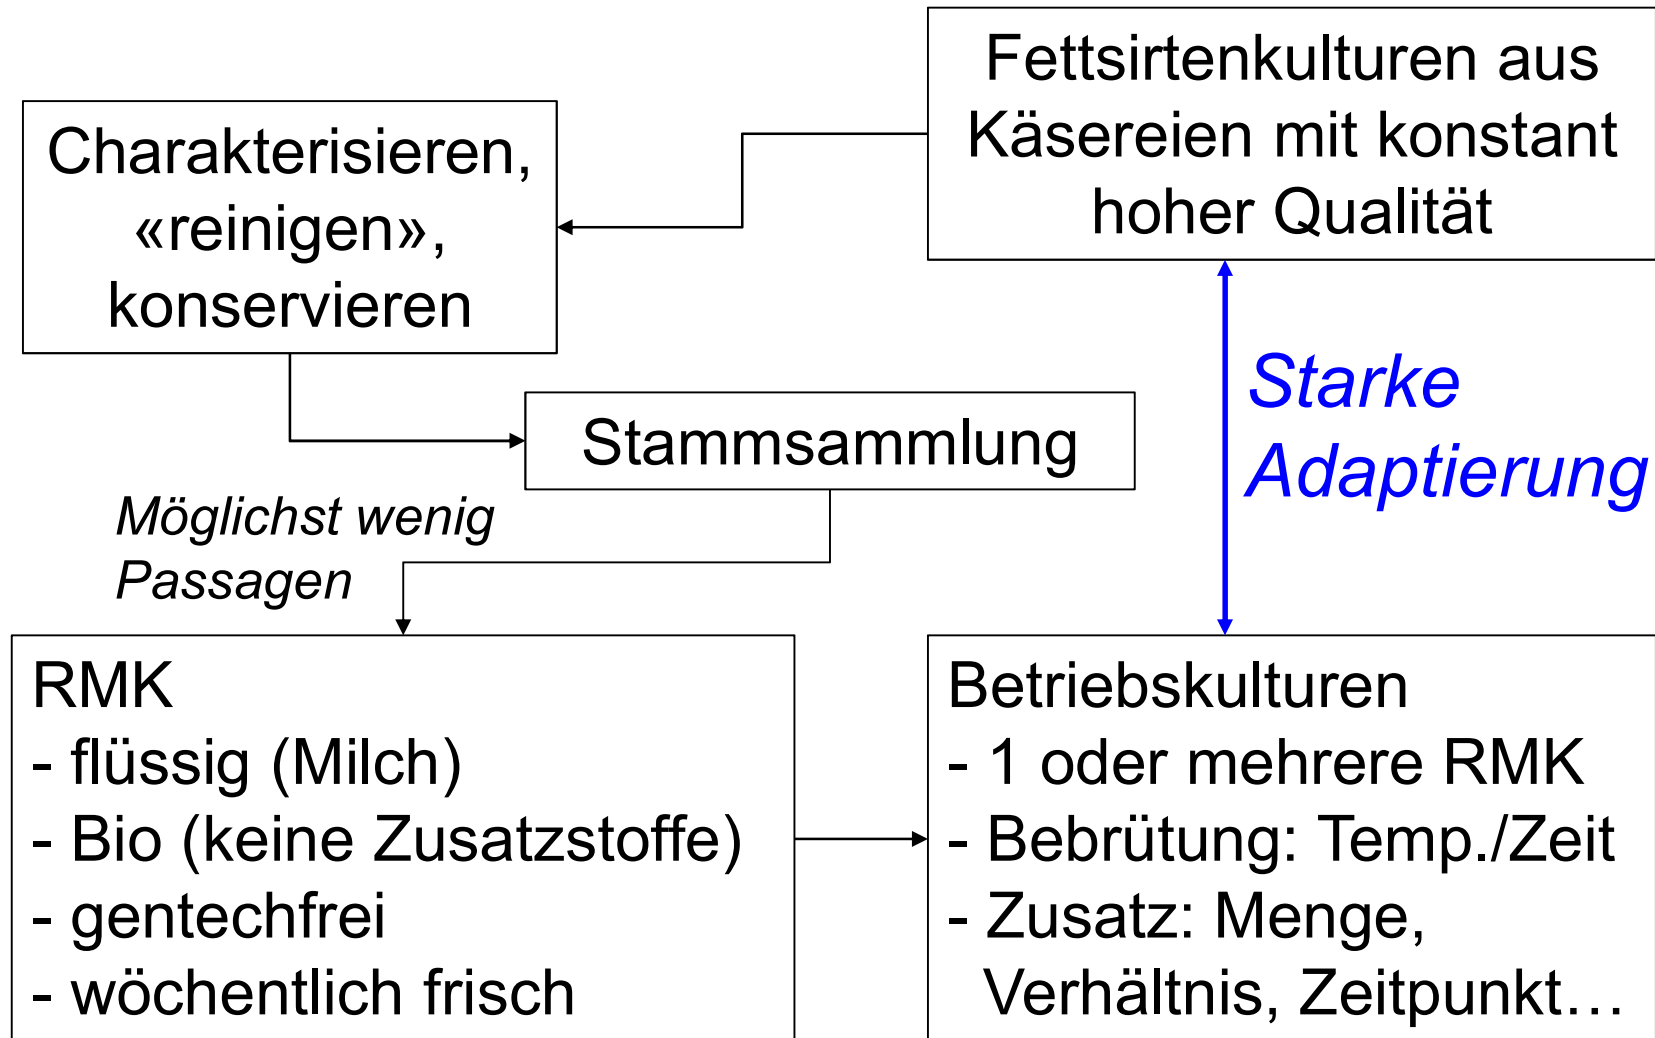 Fettsirtenkulturen aus
Käsereien mit konstant
hoher Qualität
Charakterisieren,
«reinigen»,
konservieren
Stammsammlung
Starke
Adaptierung
Möglichst wenig
Passagen
RMK
- flüssig (Milch)
- Bio (keine Zusatzstoffe)
- gentechfrei
- wöchentlich frisch
Betriebskulturen
- 1 oder mehrere RMK
- Bebrütung: Temp./Zeit
- Zusatz: Menge,
Verhältnis, Zeitpunkt…